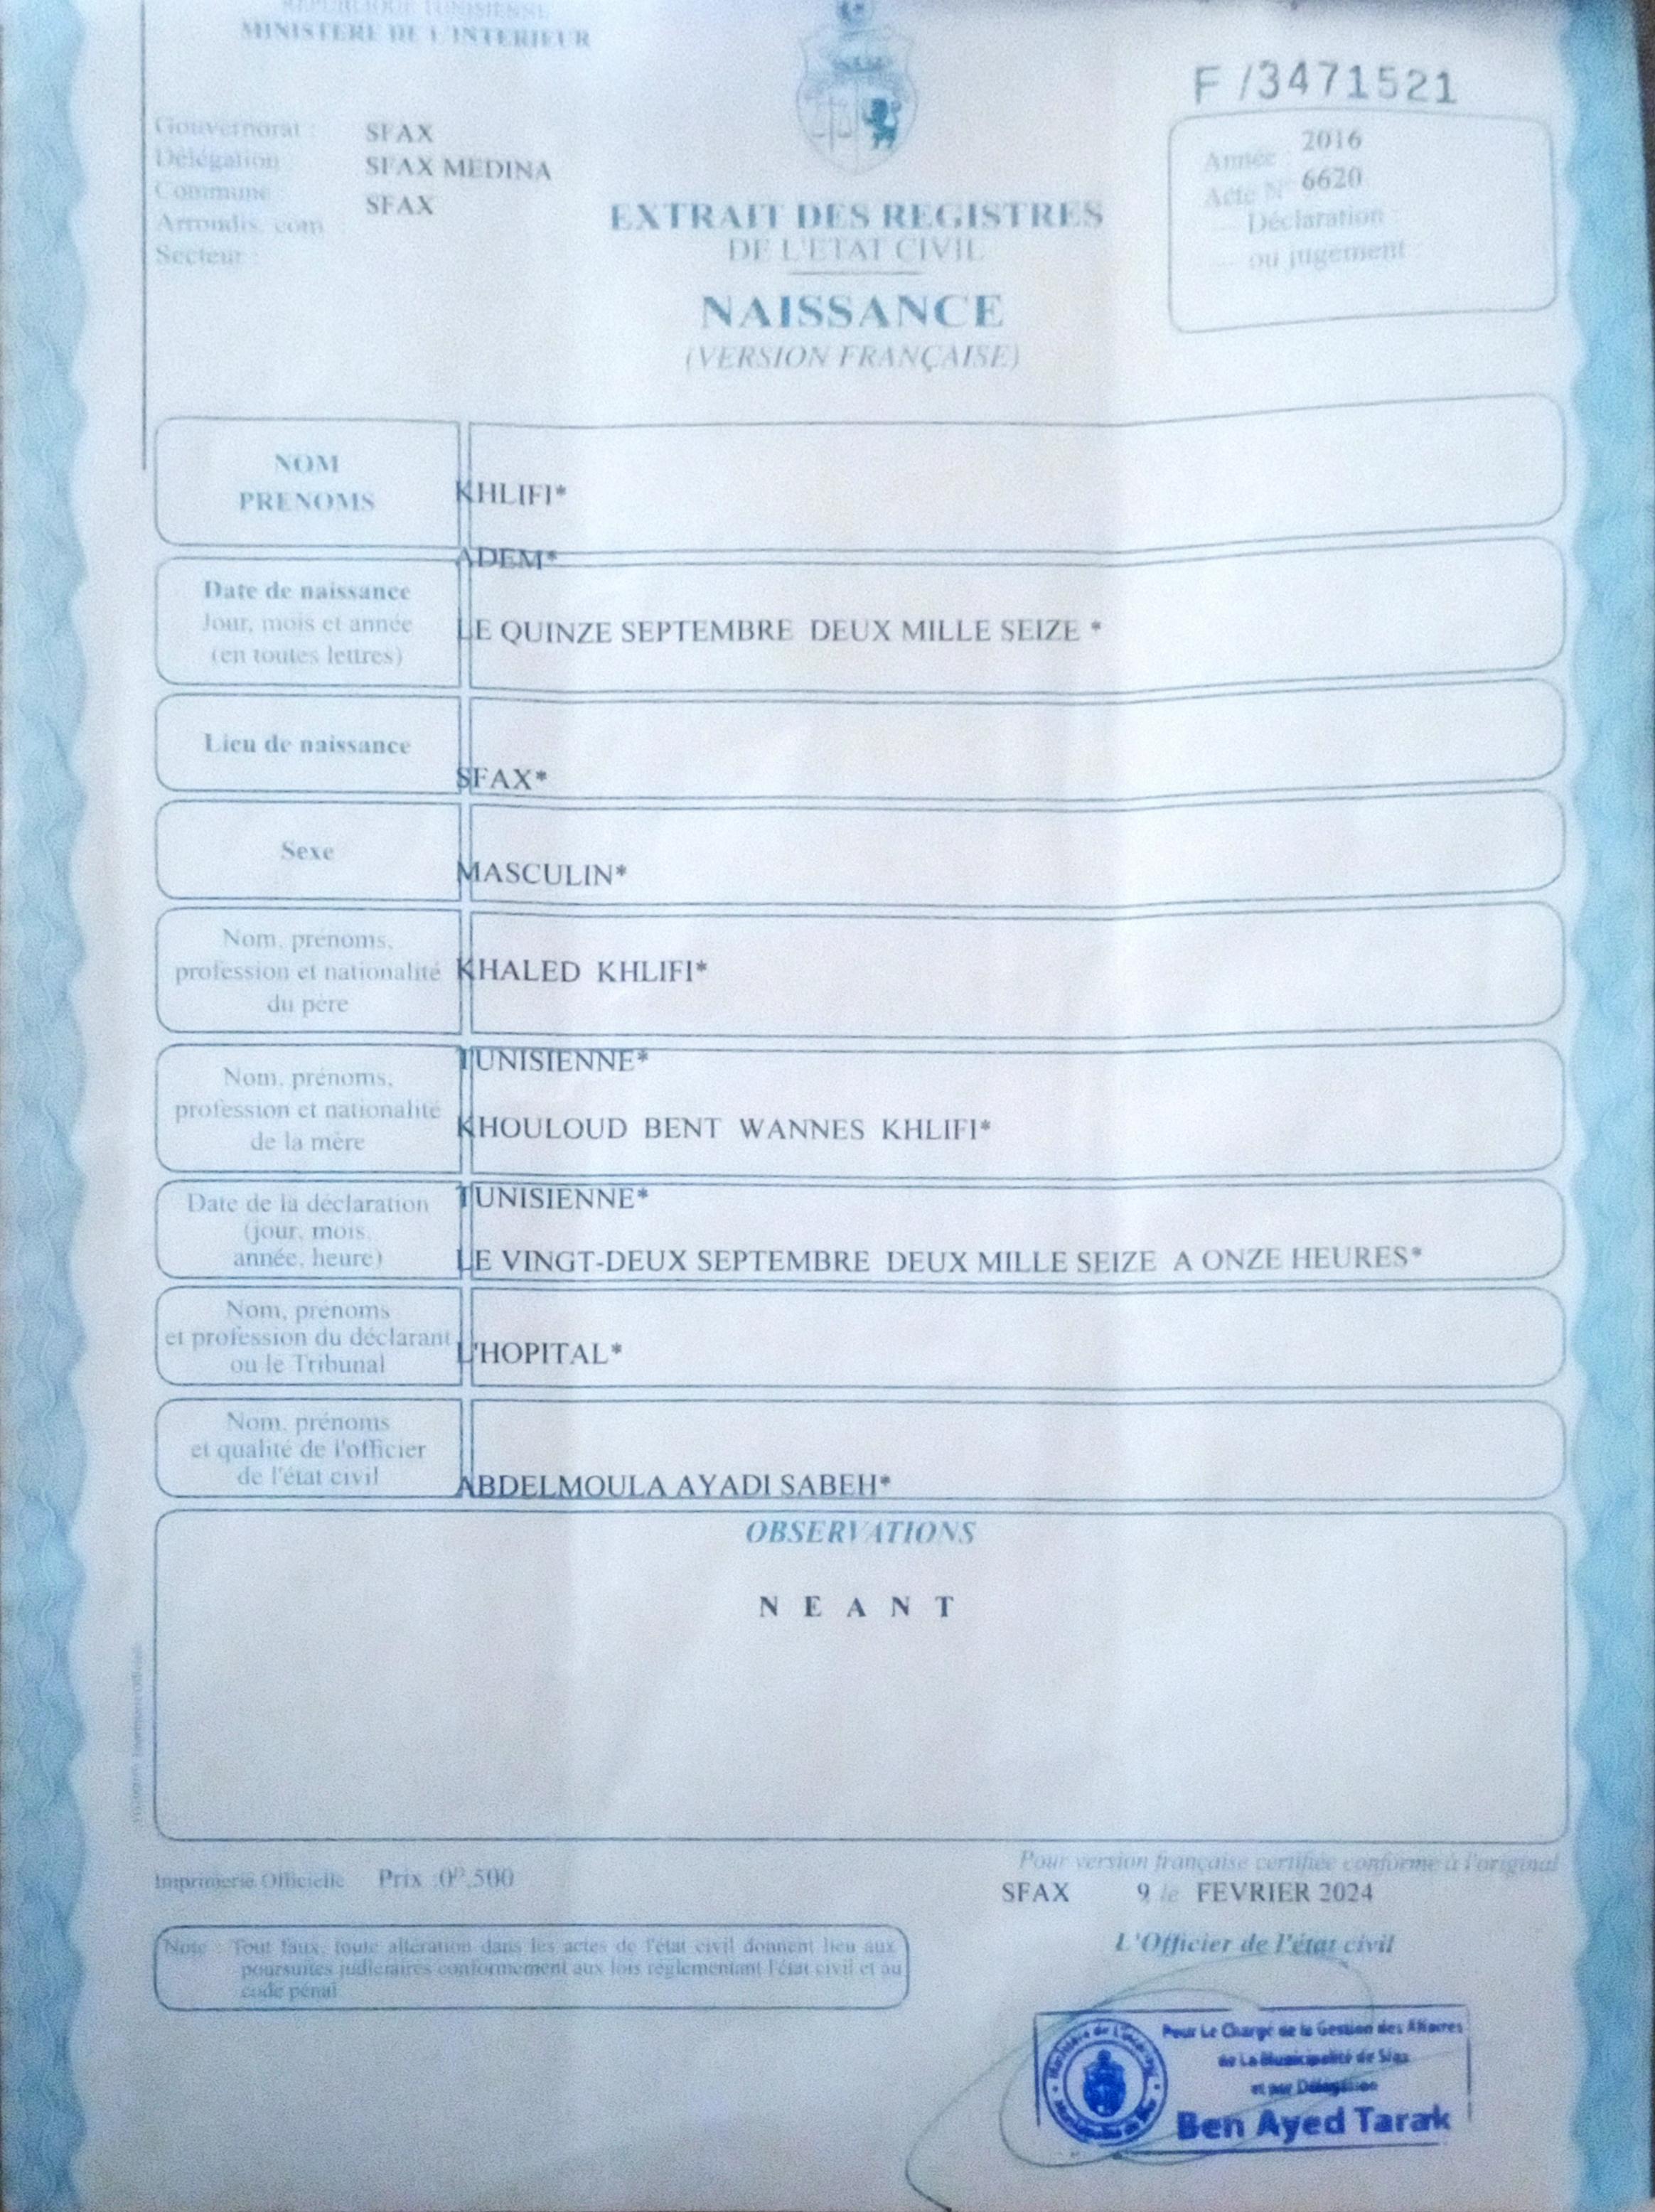 REPUBLIQUE TUNISIENNE
MINISTERE DE L'INTERIEUR
F /3471521
Gouvernorat : SFAX
Délégation SFAX MEDINA
Commune : SFAX
Arrondis. com
Secteur :
Année : 2016
Acte N° 6620
Déclaration :
ou jugement :
EXTRAIT DES REGISTRES
DE L'ETAT CIVIL
NAISSANCE
(VERSION FRANÇAISE)
NOM
PRENOMS
KHLIFI*
ADEM*
Date de naissance
Jour, mois et année
(en toutes lettres)
LE QUINZE SEPTEMBRE DEUX MILLE SEIZE *
Lieu de naissance
SFAX*
Sexe
MASCULIN*
Nom, prénoms,
profession et nationalité
du père
KHALED KHLIFI*
TUNISIENNE*
Nom, prénoms,
profession et nationalité
de la mère
KHOULOUD BENT WANNES KHLIFI*
TUNISIENNE*
Date de la déclaration
(jour, mois,
année, heure)
LE VINGT-DEUX SEPTEMBRE DEUX MILLE SEIZE A ONZE HEURES*
Nom, prénoms
et profession du déclarant
ou le Tribunal
L'HOPITAL*
Nom, prénoms
et qualité de l'officier
de l'état civil
ABDELMOULA AYADI SABEH*
OBSERVATIONS
N E A N T
Imprimerie Officielle Prix :0ᴰ,500
Pour version française certifiée conforme à l'original
SFAX 9 le FEVRIER 2024
L'Officier de l'état civil
Note : Tout faux, toute altération dans les actes de l'état civil donnent lieu aux
poursuites judiciaires conformément aux lois réglementant l'état civil et au
code pénal
Pour Le Chargé de la Gestion des Affaires
de La Municipalité de Sfax
et par Délégation
Ben Ayed Tarak